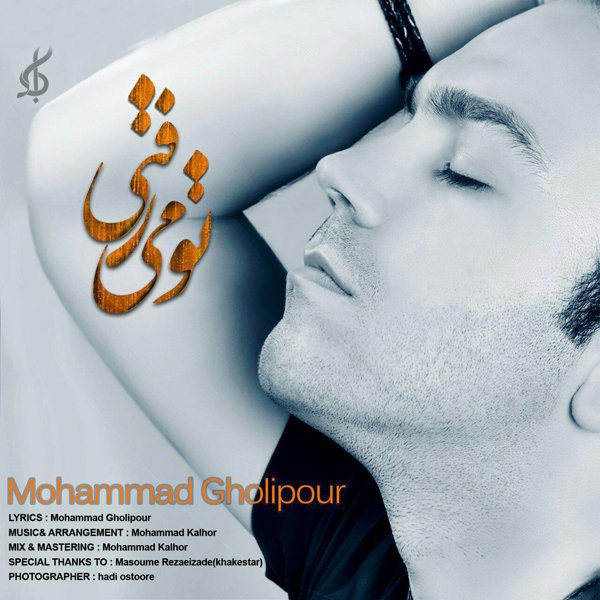 تو می رفتی
Mohammad Gholipour
LYRICS : Mohammad Gholipour
MUSIC& ARRANGEMENT : Mohammad Kalhor
MIX & MASTERING : Mohammad Kalhor
SPECIAL THANKS TO : Masoume Rezaeizade(khakestar)
PHOTOGRAPHER : hadi ostoore